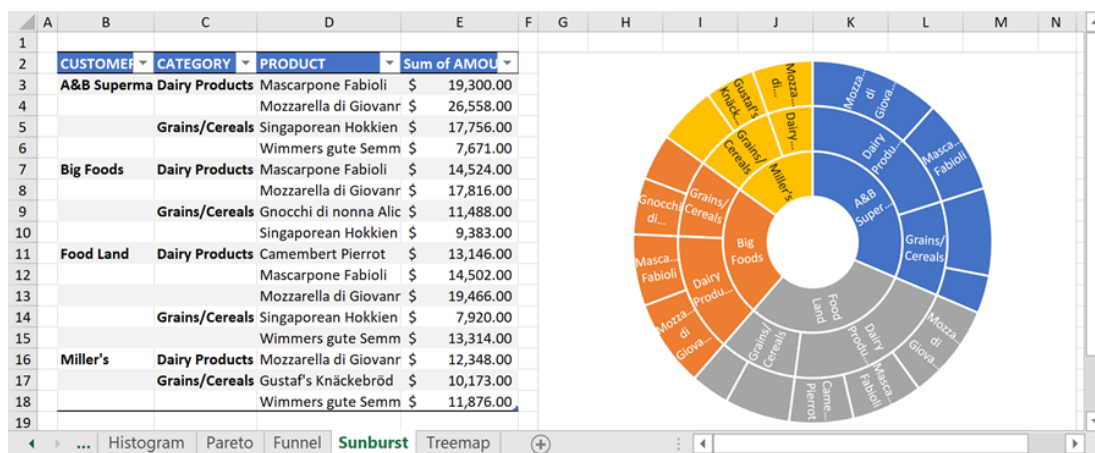 A B C D E F G H I J K L M N
1
2 CUSTOMER CATEGORY PRODUCT Sum of AMOU
3 A&B Superma Dairy Products Mascarpone Fabioli $ 19,300.00
4 Mozzarella di Giovanr $ 26,558.00
5 Grains/Cereals Singaporean Hokkien $ 17,756.00
6 Wimmers gute Semm $ 7,671.00
7 Big Foods Dairy Products Mascarpone Fabioli $ 14,524.00
8 Mozzarella di Giovanr $ 17,816.00
9 Grains/Cereals Gnocchi di nonna Alic $ 11,488.00
10 Singaporean Hokkien $ 9,383.00
11 Food Land Dairy Products Camembert Pierrot $ 13,146.00
12 Mascarpone Fabioli $ 14,502.00
13 Mozzarella di Giovanr $ 19,466.00
14 Grains/Cereals Singaporean Hokkien $ 7,920.00
15 Wimmers gute Semm $ 13,314.00
16 Miller's Dairy Products Mozzarella di Giovanr $ 12,348.00
17 Grains/Cereals Gustaf's Knäckebröd $ 10,173.00
18 Wimmers gute Semm $ 11,876.00
19
Mozza...
di
Giova...
Dairy
Produ...
Masca...
Fabioli
A&B
Super...
Grains/
Cereals
Food
Land
Dairy
Produ...
Mozza...
di
Giova...
Masca...
Fabioli
Came...
Pierrot
Grains/
Cereals
Big
Foods
Dairy
Produ...
Mozza...
di
Giova...
Masca...
Fabioli
Grains/
Cereals
Gnocchi
di...
Miller's
Grains/
Cereals
Gustaf's
Knäck...
Dairy...
Mozza...
di...
... Histogram Pareto Funnel Sunburst Treemap